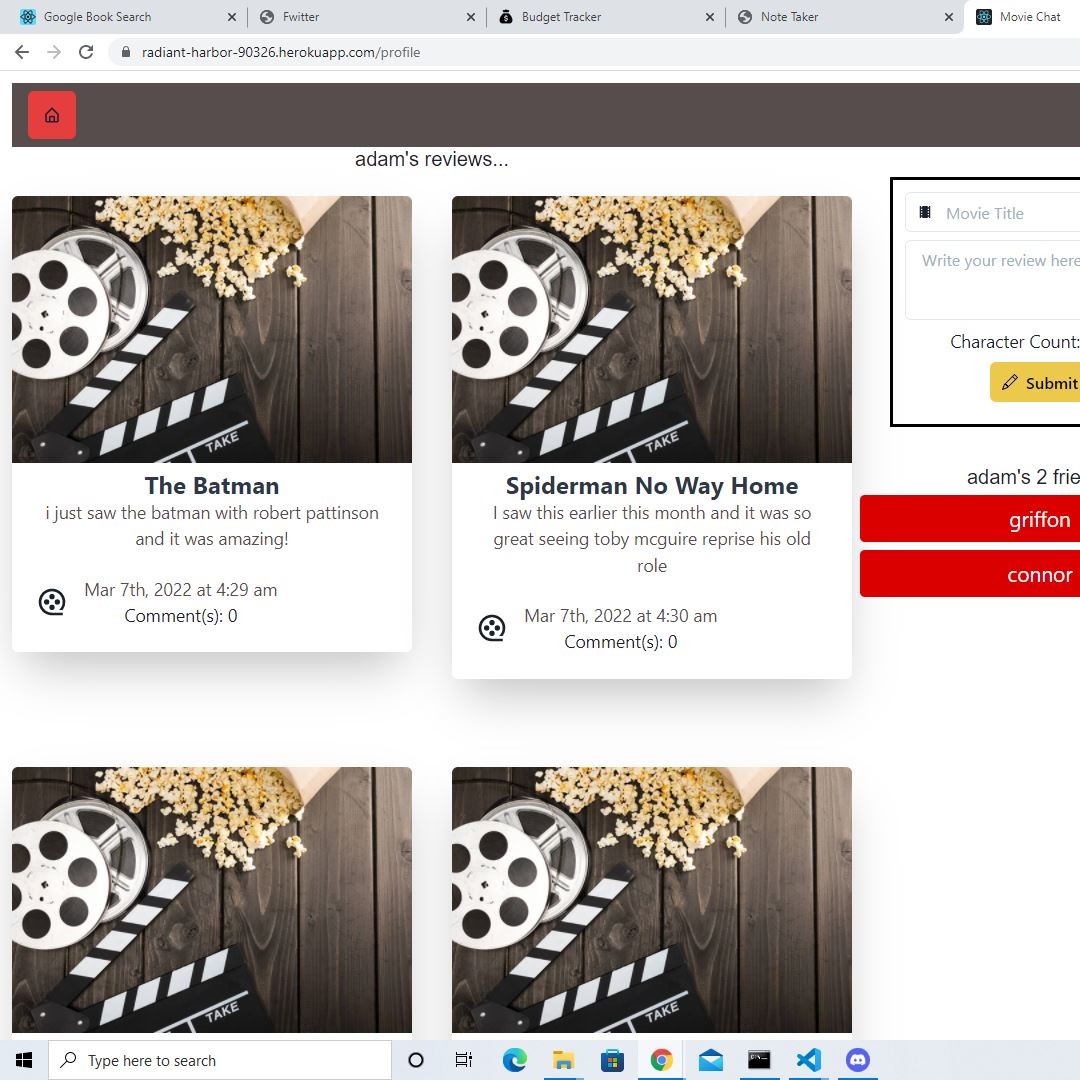 Google Book Search
Fwitter
Budget Tracker
Note Taker
Movie Chat
radiant-harbor-90326.herokuapp.com/profile
adam's reviews...
TAKE
TAKE
The Batman
i just saw the batman with robert pattinson
and it was amazing!
Mar 7th, 2022 at 4:29 am
Comment(s): 0
Spiderman No Way Home
I saw this earlier this month and it was so
great seeing toby mcguire reprise his old
role
Mar 7th, 2022 at 4:30 am
Comment(s): 0
Movie Title
Write your review here
Character Count:
Submit
adam's 2 frie
griffon
connor
TAKE
TAKE
Type here to search